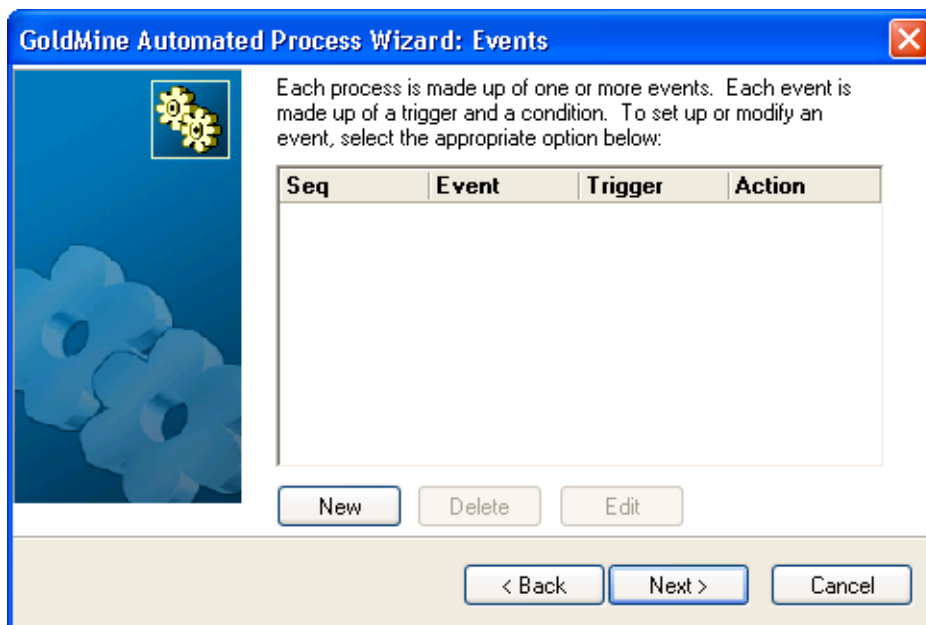 GoldMine Automated Process Wizard: Events
Each process is made up of one or more events. Each event is
made up of a trigger and a condition. To set up or modify an
event, select the appropriate option below:
Seq Event Trigger Action
New Delete Edit
< Back Next > Cancel